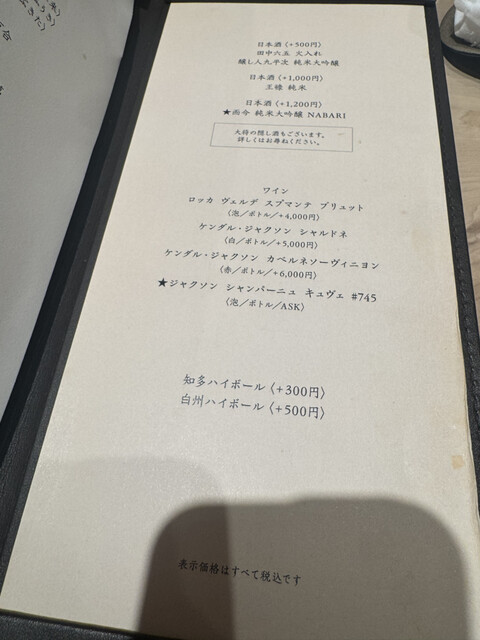 日本酒〈+500円〉
田中六五 火入れ
醸し人九平次 純米大吟醸
日本酒〈+1,000円〉
王祿 純米
日本酒〈+1,200円〉
★而今 純米大吟醸 NABARI
大将の隠し酒もございます。
詳しくはお尋ねください。
ワイン
ロッカ ヴェルデ スプマンテ ブリュット
〈泡/ボトル/+4,000円〉
ケンダル・ジャクソン シャルドネ
〈白/ボトル/+5,000円〉
ケンダル・ジャクソン カベルネソーヴィニヨン
〈赤/ボトル/+6,000円〉
★ジャクソン シャンパーニュ キュヴェ #745
〈泡/ボトル/ASK〉
知多ハイボール〈+300円〉
白州ハイボール〈+500円〉
表示価格はすべて税込です